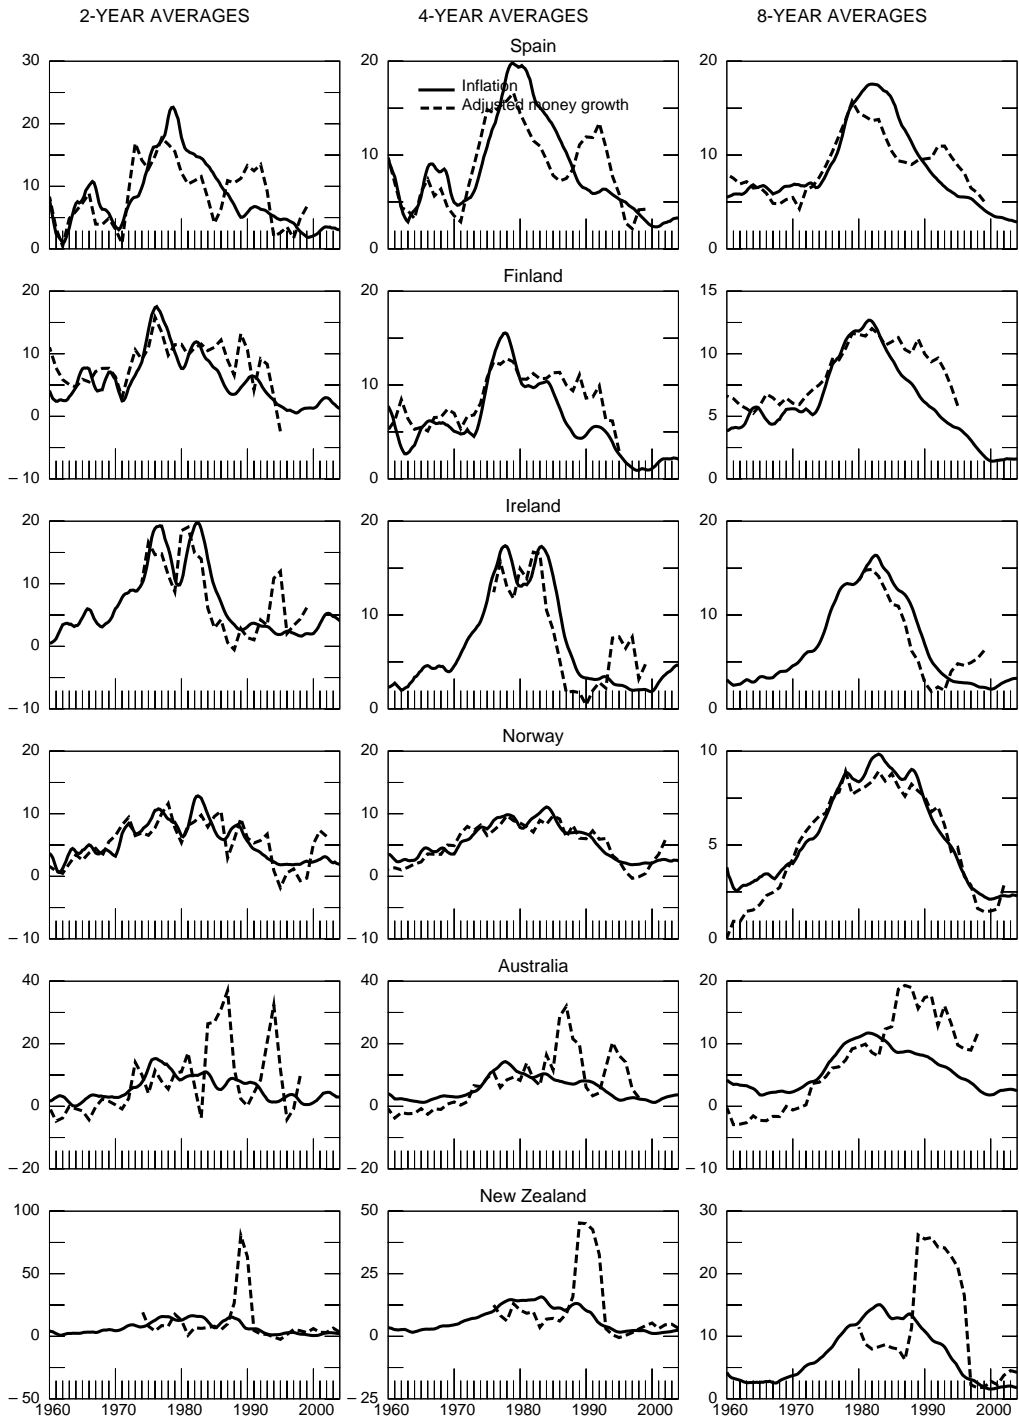 2-YEAR AVERAGES 4-YEAR AVERAGES 8-YEAR AVERAGES
Spain
30 20 20
Inflation
Adjusted money growth
20
10 10
10
0 0 0
Finland
20 20 15
10 10
10
0 5
– 10 0 0
Ireland
20 20 20
10
10 10
0
– 10 0 0
Norway
20 20 10
10 10
5
0 0
– 10 – 10 0
Australia
40 40 20
20 20 10
0 0 0
– 20 – 20 – 10
New Zealand
100 50 30
50 25 20
0 0 10
– 50 – 25 0
1960 1970 1980 1990 2000 1960 1970 1980 1990 2000 1960 1970 1980 1990 2000